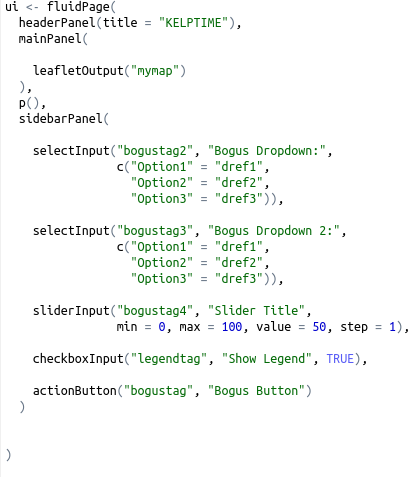 ui <- fluidPage(
  headerPanel(title = "KELPTIME"),
  mainPanel(
    leafletOutput("mymap")
  ),
  p(),
  sidebarPanel(
    selectInput("bogustag2", "Bogus Dropdown:",
                c("Option1" = "dref1",
                  "Option2" = "dref2",
                  "Option3" = "dref3")),
    selectInput("bogustag3", "Bogus Dropdown 2:",
                c("Option1" = "dref1",
                  "Option2" = "dref2",
                  "Option3" = "dref3")),
    sliderInput("bogustag4", "Slider Title",
                min = 0, max = 100, value = 50, step = 1),
    checkboxInput("legendtag", "Show Legend", TRUE),
    actionButton("bogustag", "Bogus Button")
  )
)